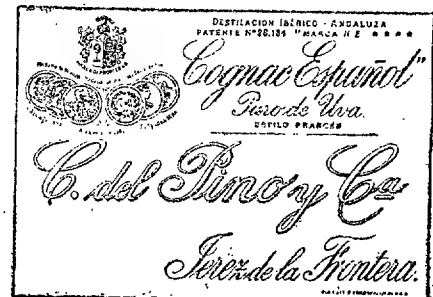 DESTILACION IBÉRICO - ANDALUZA
PATENTE Nº 26,134 "MARCA H.E ★ ★ ★ ★
Cognac Español"
Puro de Uva.
ESTILO FRANCÉS
C. del Pino y Cª
Jerez de la Frontera.